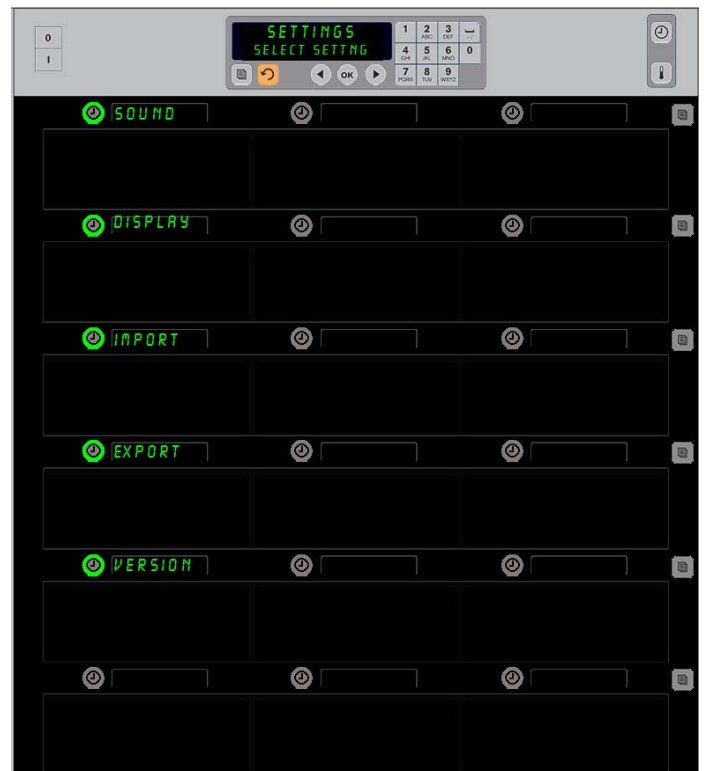 0
I
SETTINGS
SELECT SETTNG
OK
1
2 ABC
3 DEF
-/
4 GHI
5 JKL
6 MNO
0
7 PQRS
8 TUV
9 WXYZ
SOUND
DISPLAY
IMPORT
EXPORT
VERSION